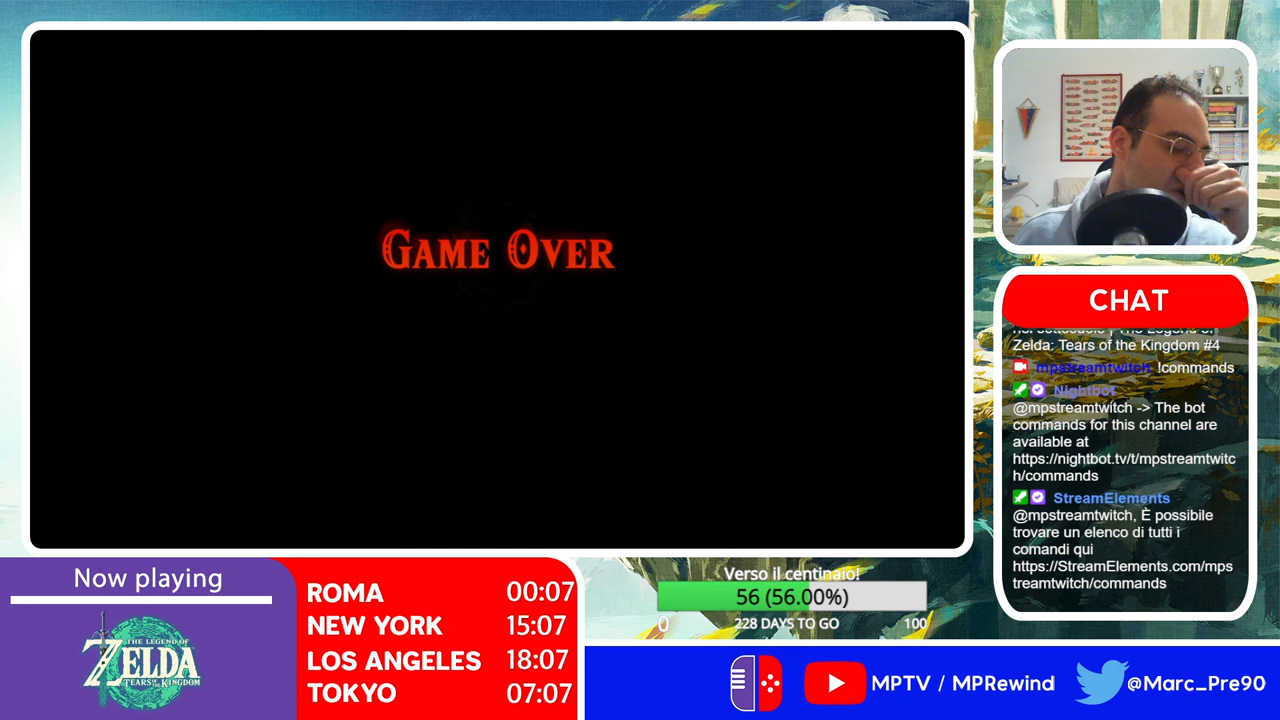 GAME OVER
CHAT
Zelda: Tears of the Kingdom #4
mpstreamtwitch !commands
Nightbot
@mpstreamtwitch -> The bot
commands for this channel are
available at
https://nightbot.tv/t/mpstreamtwitc
h/commands
StreamElements
@mpstreamtwitch, È possibile
trovare un elenco di tutti i
comandi qui
https://StreamElements.com/mps
treamtwitch/commands
Now playing
THE LEGEND OF
ZELDA
TEARS OF THE KINGDOM
ROMA 00:07
NEW YORK 15:07
LOS ANGELES 18:07
TOKYO 07:07
Verso il centinaio!
56 (56.00%)
0 228 DAYS TO GO 100
MPTV / MPRewind
@Marc_Pre90